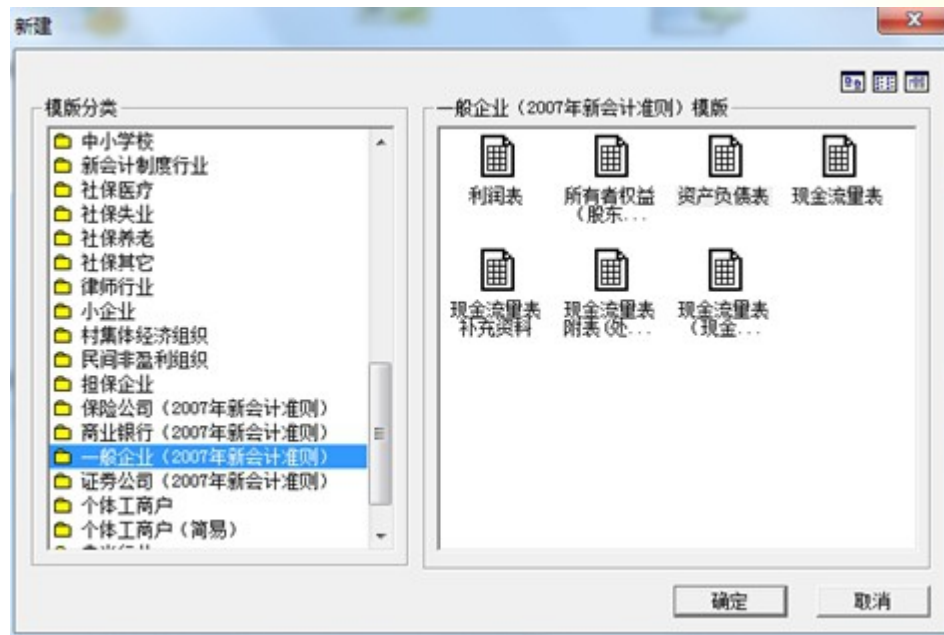 新建
模版分类
中小学校
新会计制度行业
社保医疗
社保失业
社保养老
社保其它
律师行业
小企业
村集体经济组织
民间非盈利组织
担保企业
保险公司（2007年新会计准则）
商业银行（2007年新会计准则）
一般企业（2007年新会计准则）
证券公司（2007年新会计准则）
个体工商户
个体工商户（简易）
一般企业（2007年新会计准则）模版
利润表
所有者权益
（股东...
资产负债表
现金流量表
现金流量表
补充资料
现金流量表
附表（处...
现金流量表
（现金...
确定
取消